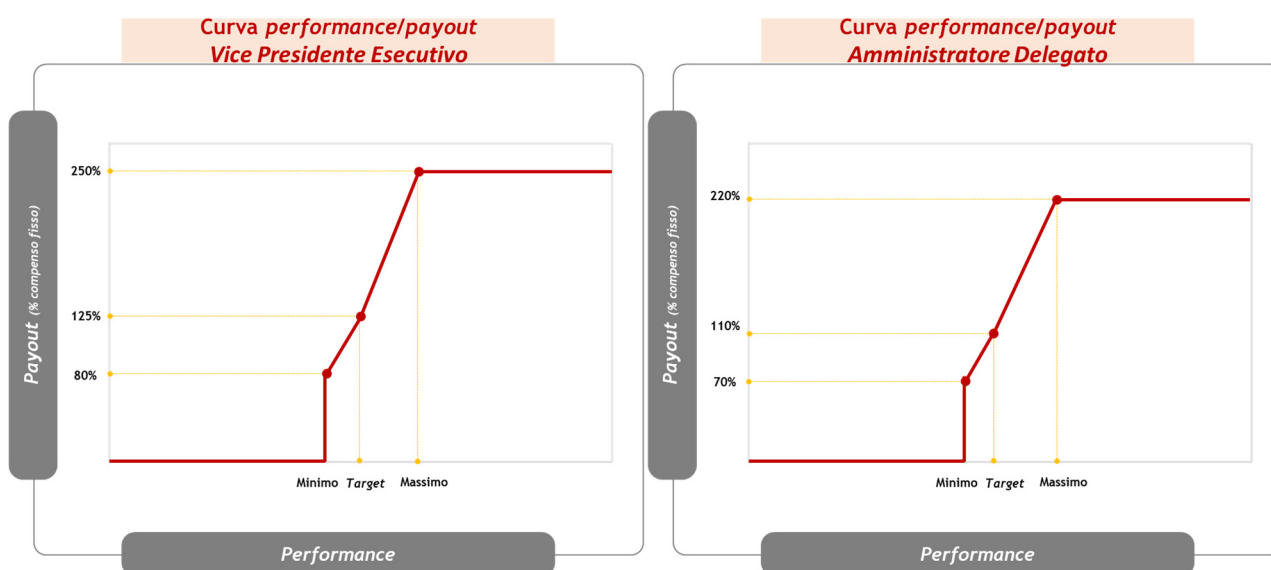 Curva performance/payout
Vice Presidente Esecutivo
Payout (% compenso fisso)
250%
125%
80%
Minimo Target Massimo
Performance
Curva performance/payout
Amministratore Delegato
Payout (% compenso fisso)
220%
110%
70%
Minimo Target Massimo
Performance